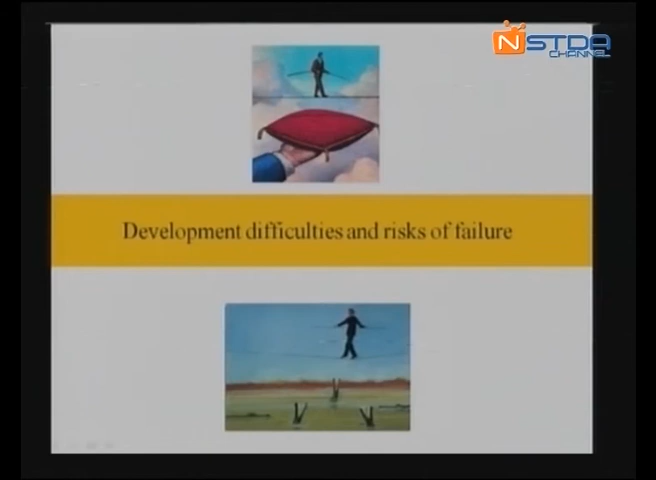 NSTDA
CHANNEL
Development difficulties and risks of failure